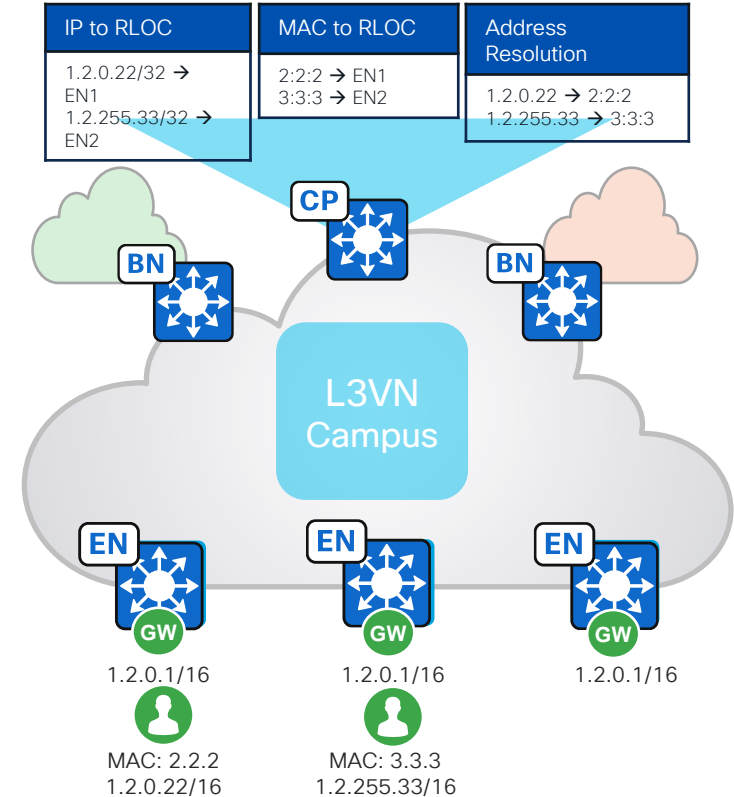 IP to RLOC
1.2.0.22/32 →
EN1
1.2.255.33/32 →
EN2
MAC to RLOC
2:2:2 → EN1
3:3:3 → EN2
Address
Resolution
1.2.0.22 → 2:2:2
1.2.255.33 → 3:3:3
CP
BN
BN
L3VN
Campus
EN
EN
EN
GW
GW
GW
1.2.0.1/16
1.2.0.1/16
1.2.0.1/16
MAC: 2.2.2
1.2.0.22/16
MAC: 3.3.3
1.2.255.33/16